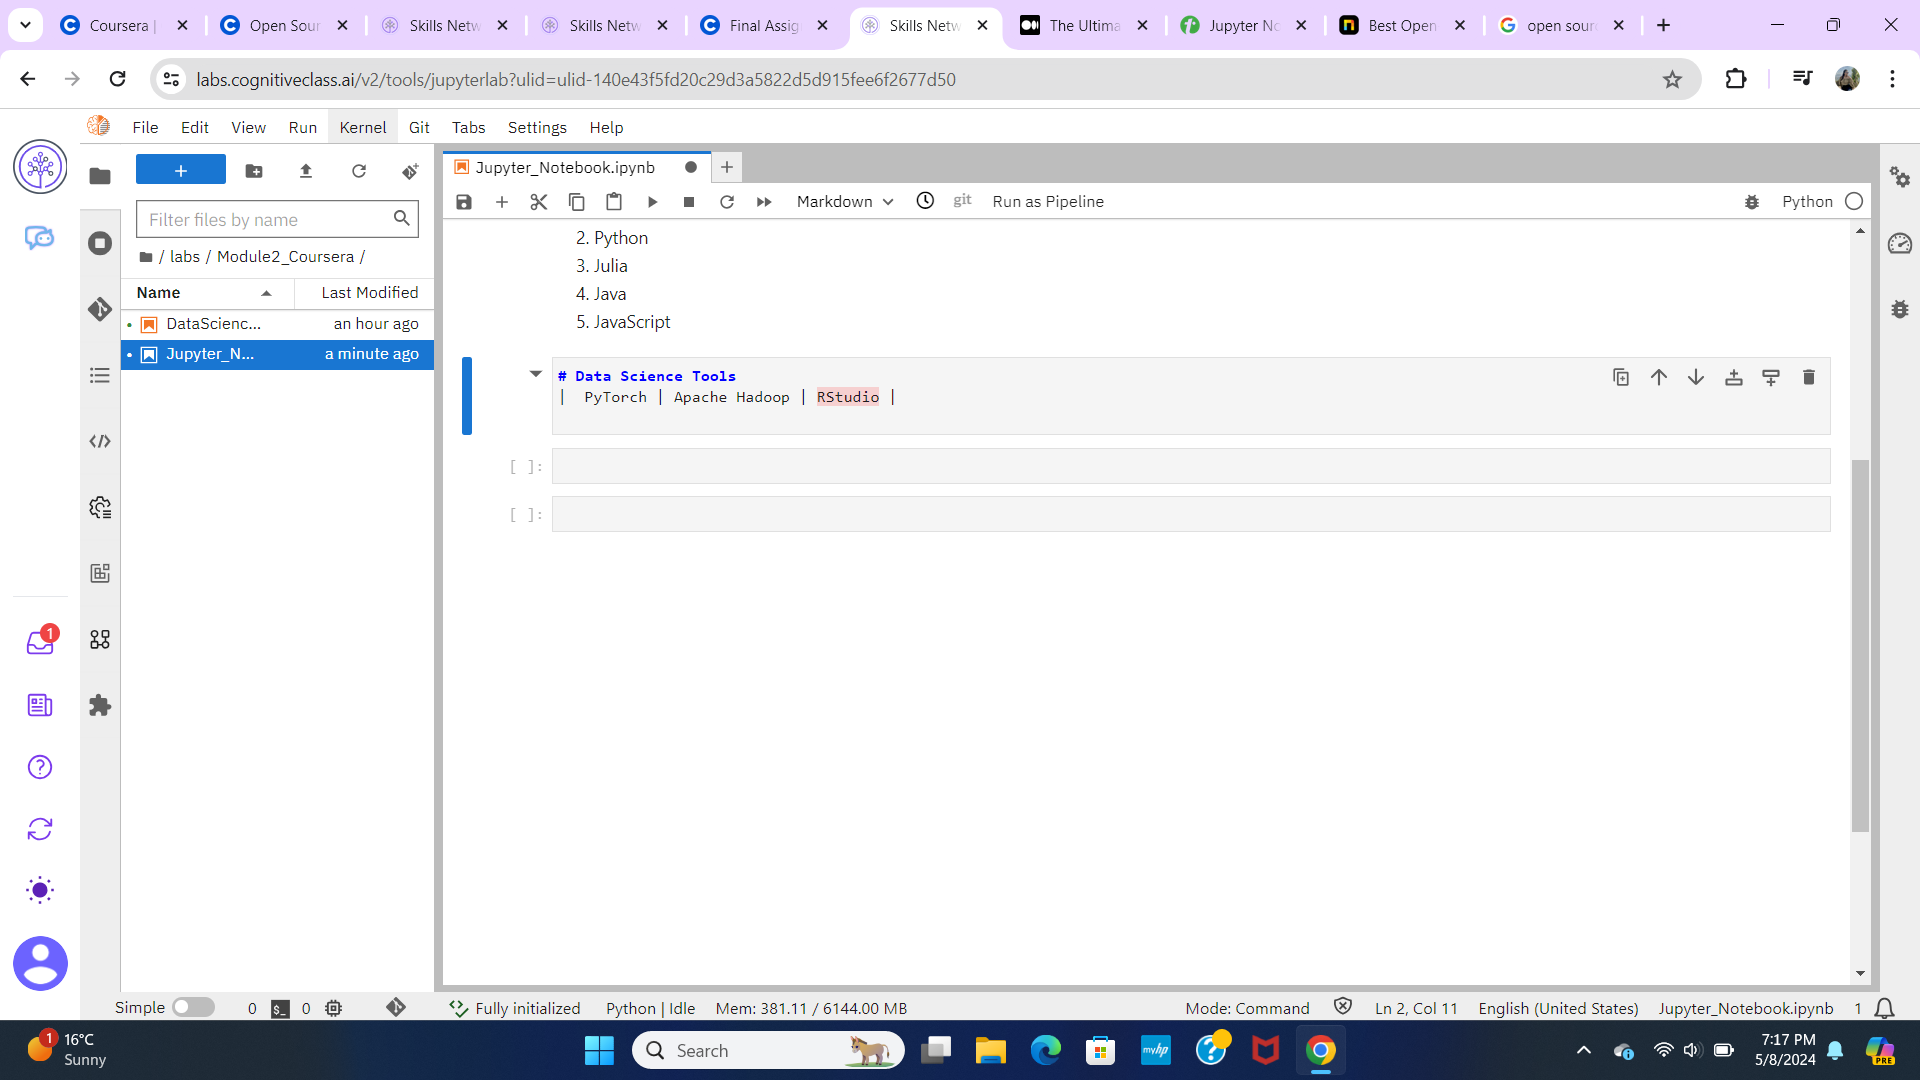 Coursera |
Open Sour
Skills Netw
Skills Netw
Final Assig
Skills Netw
The Ultima
Jupyter No
Best Open
open sour
labs.cognitiveclass.ai/v2/tools/jupyterlab?ulid=ulid-140e43f5fd20c29d3a5822d5d915fee6f2677d50
File Edit View Run Kernel Git Tabs Settings Help
+
Filter files by name
/ labs / Module2_Coursera /
Name Last Modified
DataScienc... an hour ago
Jupyter_N... a minute ago
Jupyter_Notebook.ipynb
Markdown git Run as Pipeline Python
2. Python
3. Julia
4. Java
5. JavaScript
# Data Science Tools
| PyTorch | Apache Hadoop | RStudio |
[ ]:
[ ]:
1
Simple 0 $_ 0 Fully initialized Python | Idle Mem: 381.11 / 6144.00 MB Mode: Command Ln 2, Col 11 English (United States) Jupyter_Notebook.ipynb 1
1
16°C
Sunny
Search
myhp
7:17 PM
5/8/2024
PRE